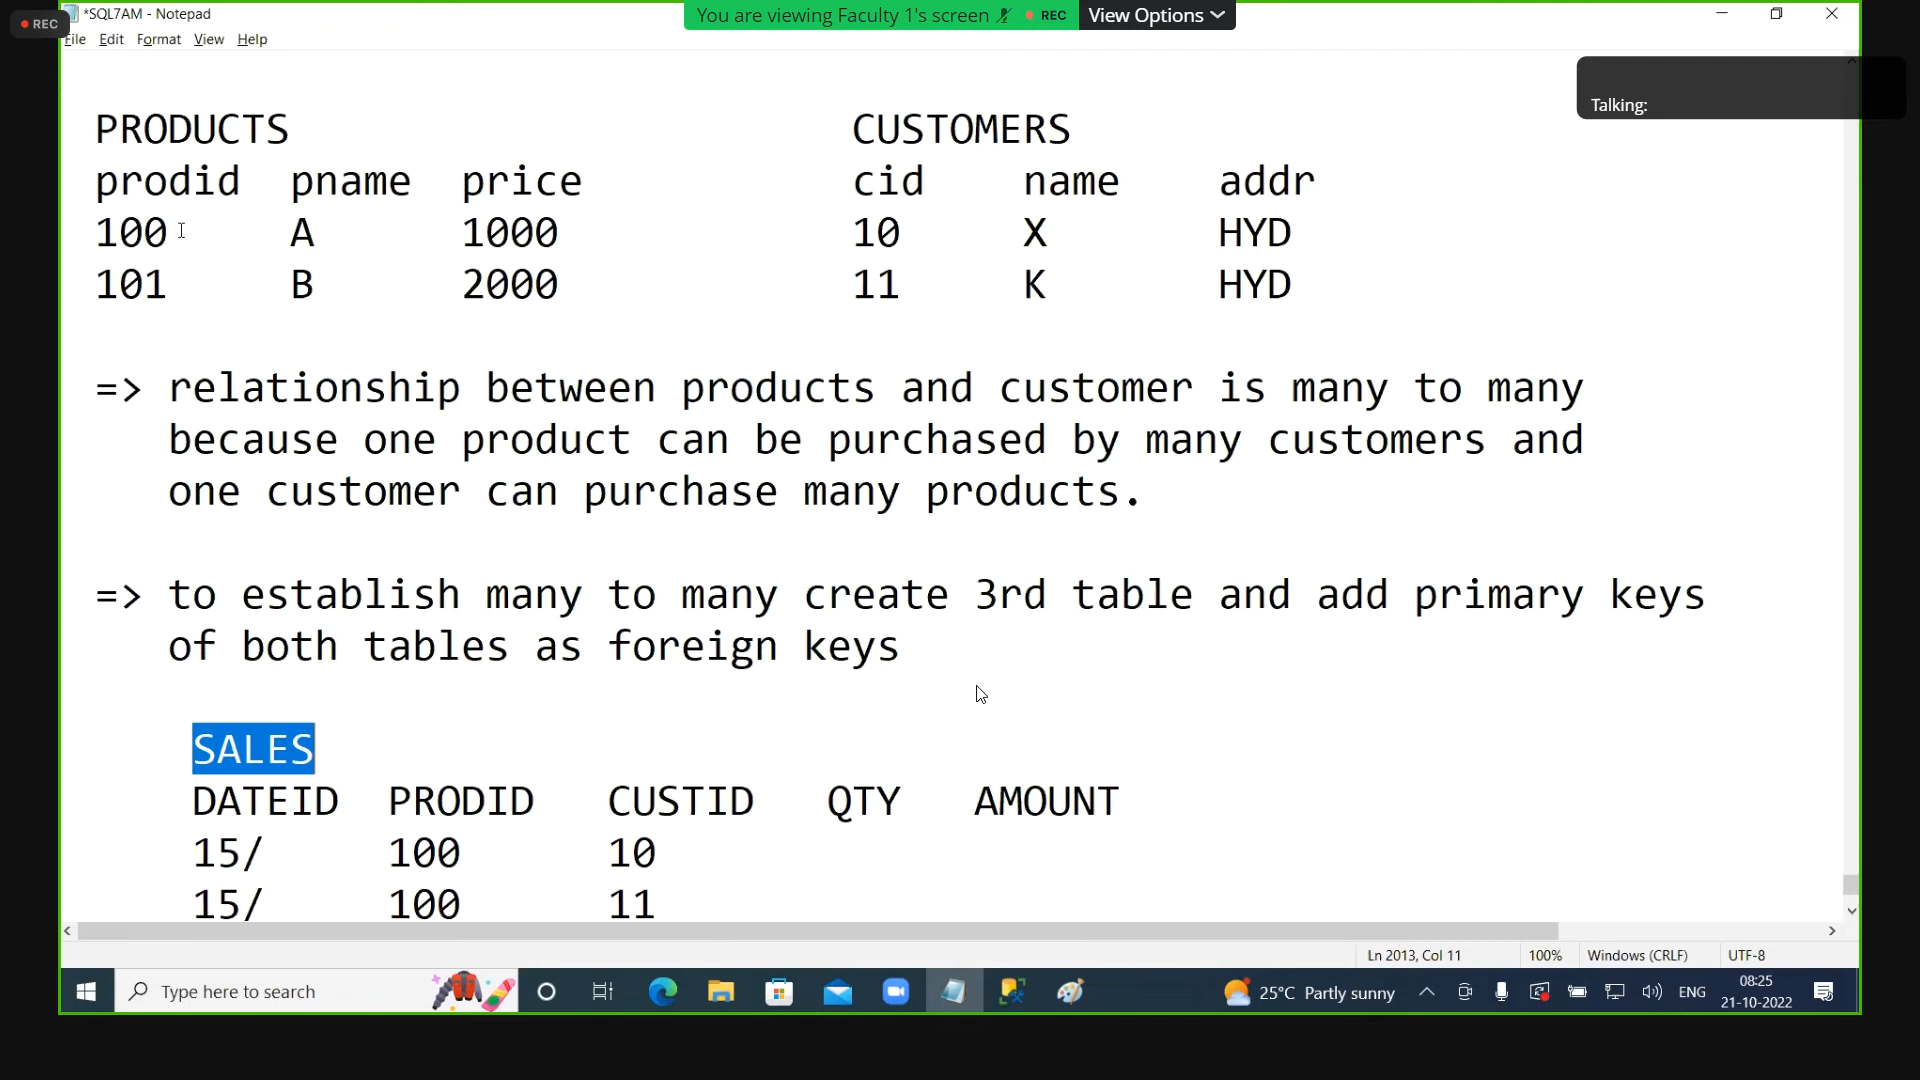 REC
*SQL7AM - Notepad
You are viewing Faculty 1's screen REC View Options
File Edit Format View Help
Talking:
PRODUCTS CUSTOMERS
prodid pname price cid name addr
100 A 1000 10 X HYD
101 B 2000 11 K HYD
=> relationship between products and customer is many to many
because one product can be purchased by many customers and
one customer can purchase many products.
=> to establish many to many create 3rd table and add primary keys
of both tables as foreign keys
SALES
DATEID PRODID CUSTID QTY AMOUNT
15/ 100 10
15/ 100 11
Ln 2013, Col 11 100% Windows (CRLF) UTF-8
Type here to search 25°C Partly sunny ENG 08:25
21-10-2022